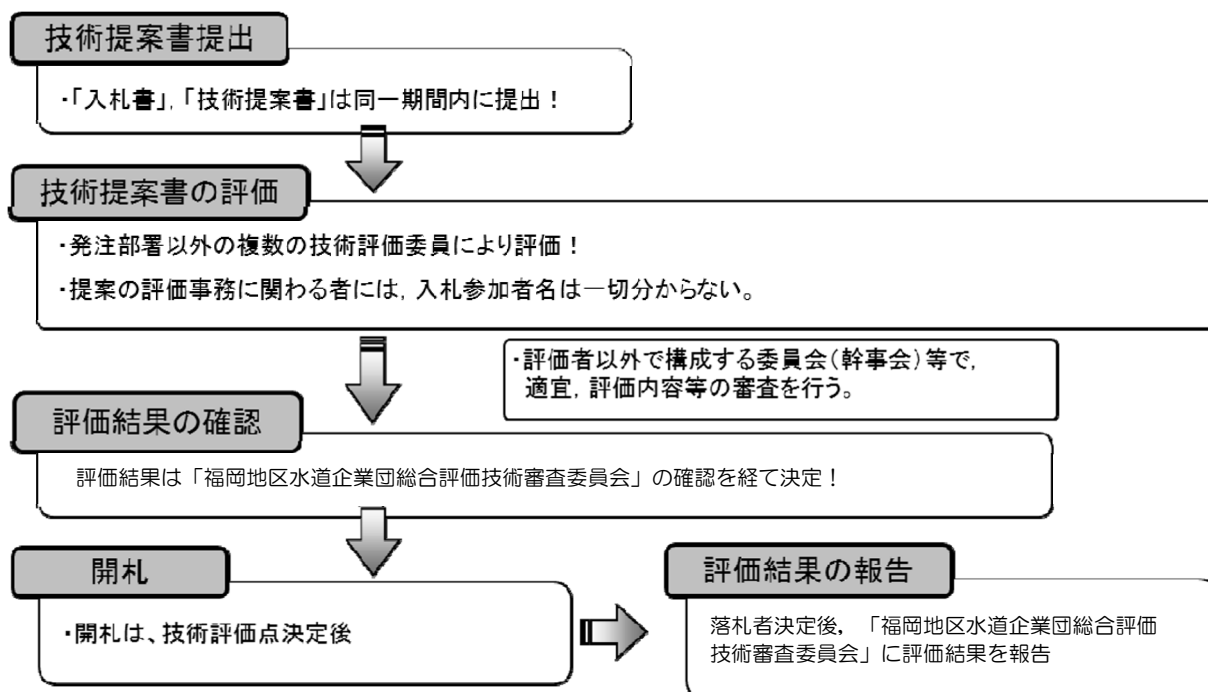 技術提案書提出
・「入札書」,「技術提案書」は同一期間内に提出！
技術提案書の評価
・発注部署以外の複数の技術評価委員により評価！
・提案の評価事務に関わる者には,入札参加者名は一切分からない。
・評価者以外で構成する委員会(幹事会)等で,
適宜,評価内容等の審査を行う。
評価結果の確認
評価結果は「福岡地区水道企業団総合評価技術審査委員会」の確認を経て決定！
開札
・開札は、技術評価点決定後
評価結果の報告
落札者決定後,「福岡地区水道企業団総合評価
技術審査委員会」に評価結果を報告